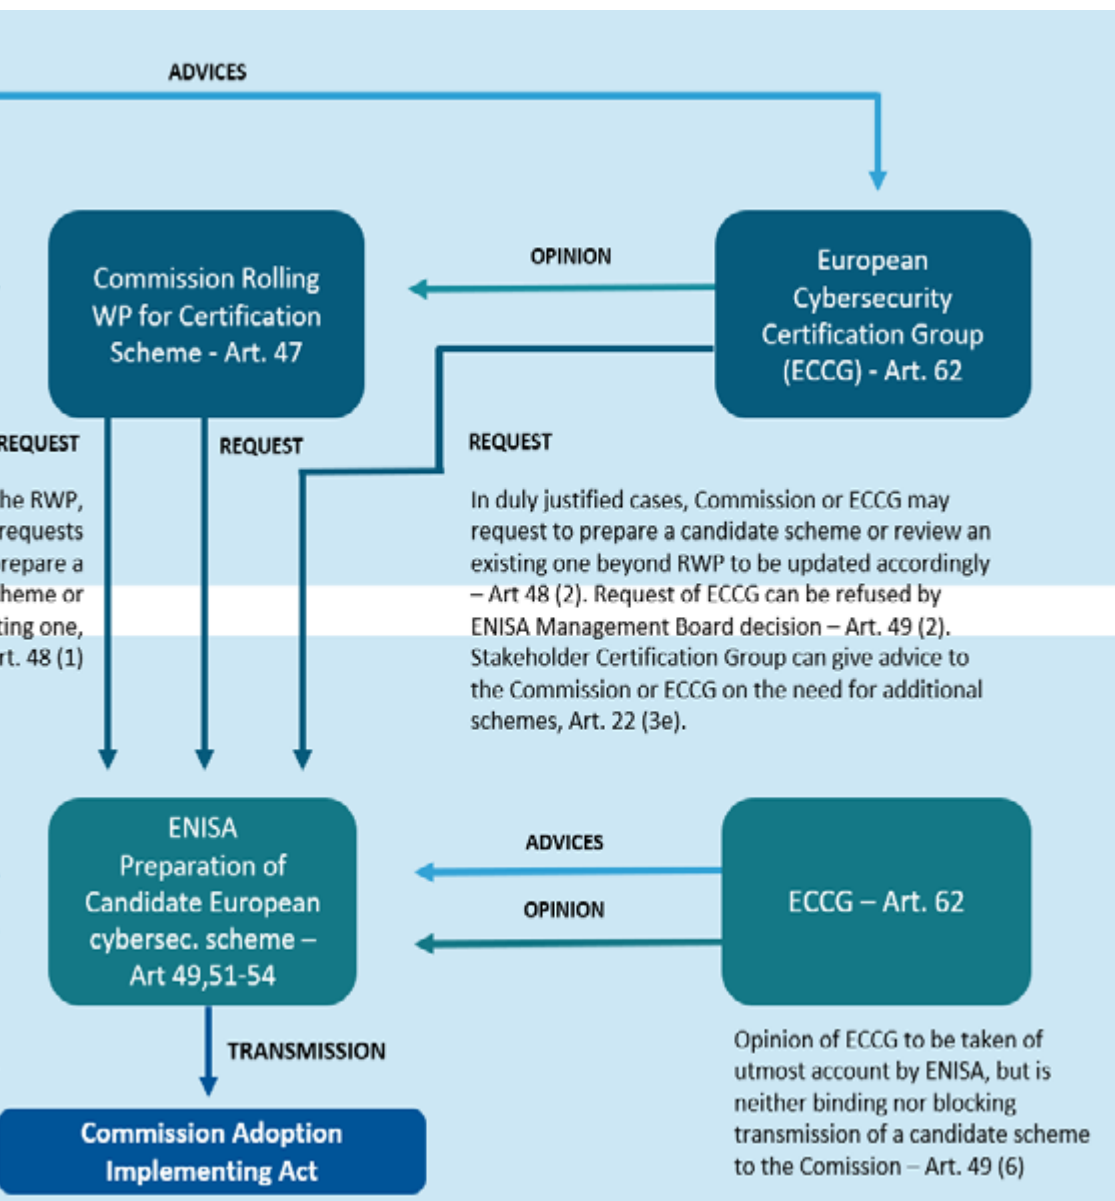 ADVICES
Commission Rolling
WP for Certification
Scheme - Art. 47
OPINION
European
Cybersecurity
Certification Group
(ECCG) - Art. 62
REQUEST
he RWP,
requests
repare a
heme or
ting one,
rt. 48 (1)
REQUEST
REQUEST
In duly justified cases, Commission or ECCG may
request to prepare a candidate scheme or review an
existing one beyond RWP to be updated accordingly
– Art 48 (2). Request of ECCG can be refused by
ENISA Management Board decision – Art. 49 (2).
Stakeholder Certification Group can give advice to
the Commission or ECCG on the need for additional
schemes, Art. 22 (3e).
ENISA
Preparation of
Candidate European
cybersec. scheme –
Art 49,51-54
ADVICES
OPINION
ECCG – Art. 62
TRANSMISSION
Opinion of ECCG to be taken of
utmost account by ENISA, but is
neither binding nor blocking
transmission of a candidate scheme
to the Comission – Art. 49 (6)
Commission Adoption
Implementing Act